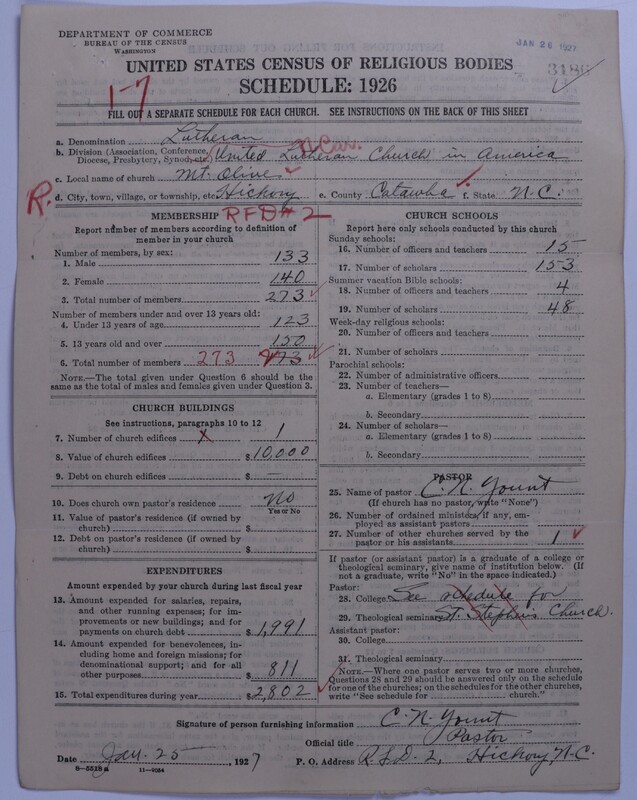 DEPARTMENT OF COMMERCE
BUREAU OF THE CENSUS
WASHINGTON
JAN 26 1927
UNITED STATES CENSUS OF RELIGIOUS BODIES
3186
SCHEDULE: 1926
1-7
FILL OUT A SEPARATE SCHEDULE FOR EACH CHURCH. SEE INSTRUCTIONS ON THE BACK OF THIS SHEET
a. Denomination Lutheran
b. Division (Association, Conference, Diocese, Presbytery, Synod, United Lutheran Church in America
c. Local name of church Mt. Olive
R. d. City, town, village, or township, etc. Hickory e. County Catawba f. State N.C.
RFD#2
MEMBERSHIP
Report number of members according to definition of member in your church
Number of members, by sex:
1. Male 133
2. Female 140
3. Total number of members 273
Number of members under and over 13 years old:
4. Under 13 years of age 123
5. 13 years old and over 150
6. Total number of members 273 273
NOTE.—The total given under Question 6 should be the same as the total of males and females given under Question 3.
CHURCH BUILDINGS
See instructions, paragraphs 10 to 12
7. Number of church edifices 1
8. Value of church edifices $10,000
9. Debt on church edifices $ —
10. Does church own pastor's residence No
Yes or No
11. Value of pastor's residence (if owned by church) $
12. Debt on pastor's residence (if owned by church) $
EXPENDITURES
Amount expended by your church during last fiscal year
13. Amount expended for salaries, repairs, and other running expenses; for improvements or new buildings; and for payments on church debt $1,991
14. Amount expended for benevolences, including home and foreign missions; for denominational support; and for all other purposes $811
15. Total expenditures during year $2,802
CHURCH SCHOOLS
Report here only schools conducted by this church
Sunday schools:
16. Number of officers and teachers 15
17. Number of scholars 153
Summer vacation Bible schools:
18. Number of officers and teachers 4
19. Number of scholars 48
Week-day religious schools:
20. Number of officers and teachers
21. Number of scholars
Parochial schools:
22. Number of administrative officers
23. Number of teachers—
a. Elementary (grades 1 to 8)
b. Secondary
24. Number of scholars—
a. Elementary (grades 1 to 8)
b. Secondary
PASTOR
25. Name of pastor C. N. Yount
(If church has no pastor, write "None")
26. Number of ordained ministers, if any, employed as assistant pastors
27. Number of other churches served by the pastor or his assistants 1
If pastor (or assistant pastor) is a graduate of a college or theological seminary, give name of institution below. (If not a graduate, write "No" in the space indicated.)
Pastor:
28. College See schedule for
29. Theological seminary St. Stephens Church.
Assistant pastor:
30. College
31. Theological seminary
NOTE.—Where one pastor serves two or more churches, Questions 28 and 29 should be answered only on the schedule for one of the churches; on the schedules for the other churches, write "See schedule for church."
Signature of person furnishing information C. N. Yount
Official title Pastor
Date Jan. 25, 1927 P. O. Address R.F.D. 2, Hickory, N.C.
8-5518a 11-9054